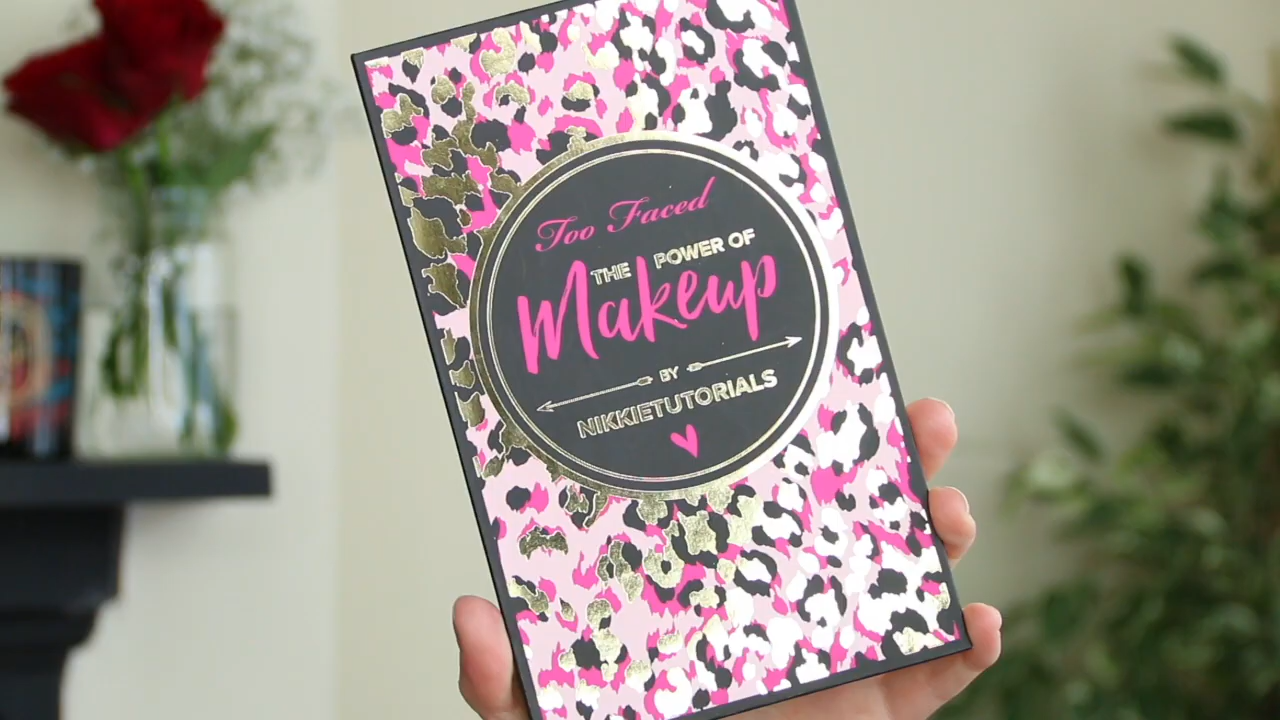 Too Faced
THE POWER OF
Makeup
BY
NIKKIETUTORIALS